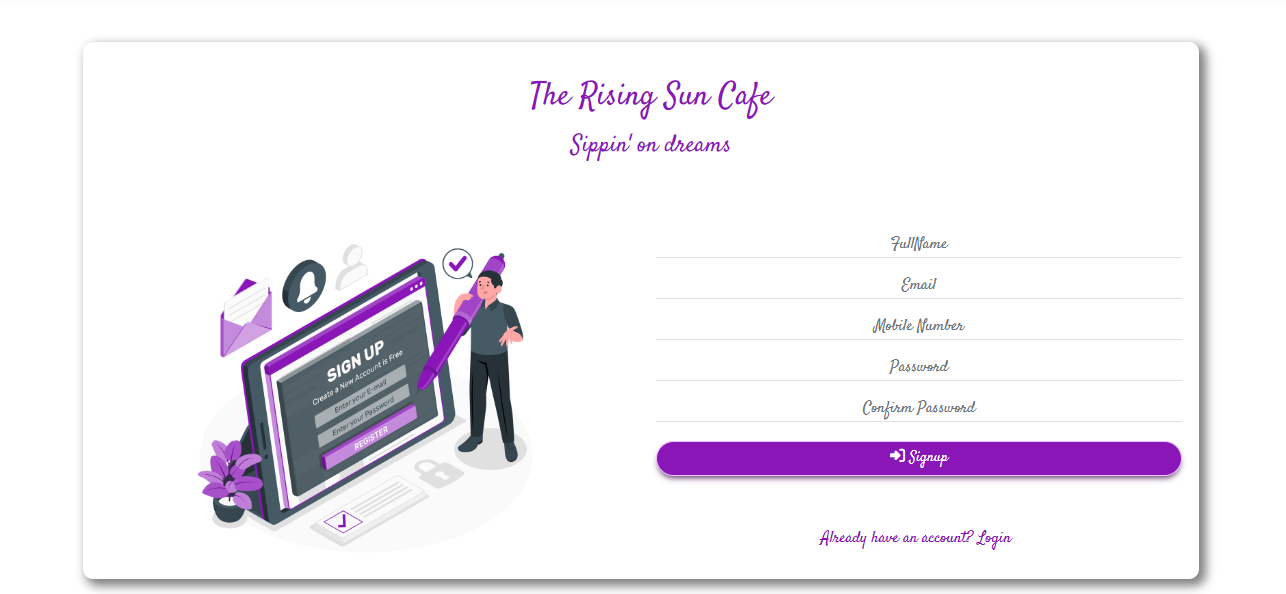 The Rising Sun Cafe
Sippin' on dreams
SIGN UP
Create a New Account is Free
Enter your E-mail
Enter your Password
REGISTER
FullName
Email
Mobile Number
Password
Confirm Password
Signup
Already have an account? Login